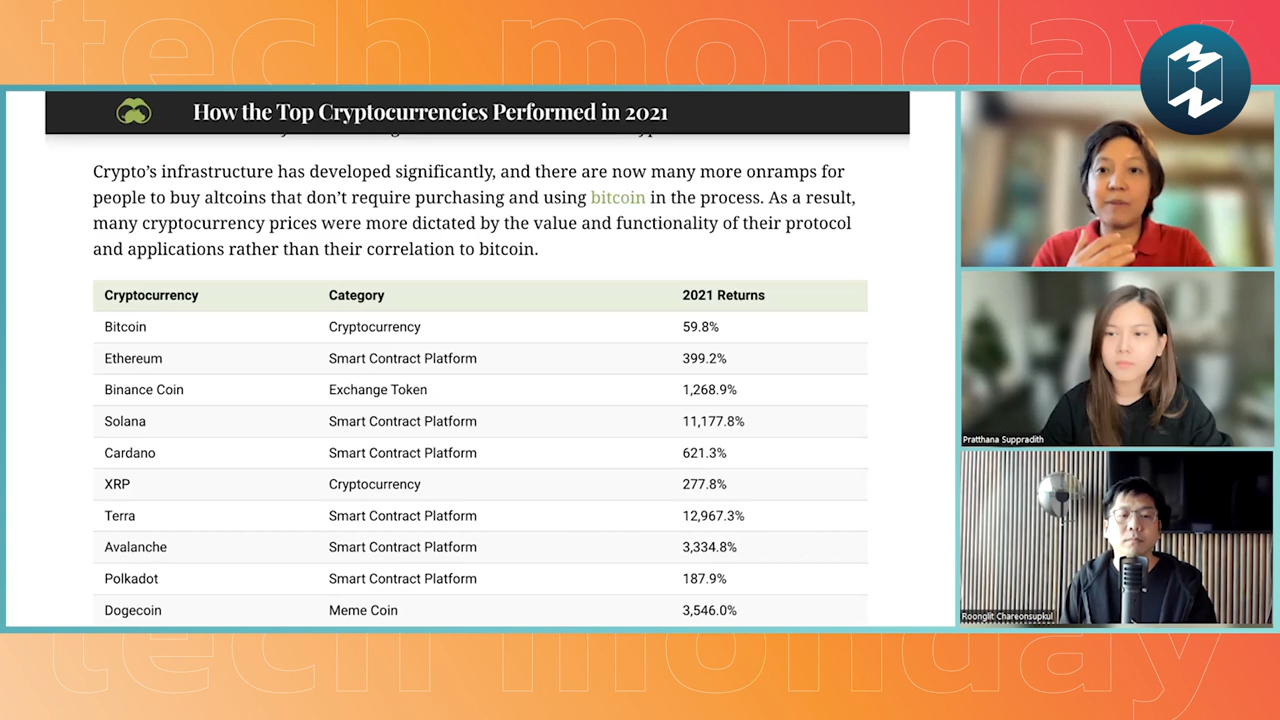 tech monday
How the Top Cryptocurrencies Performed in 2021
Crypto's infrastructure has developed significantly, and there are now many more onramps for
people to buy altcoins that don't require purchasing and using bitcoin in the process. As a result,
many cryptocurrency prices were more dictated by the value and functionality of their protocol
and applications rather than their correlation to bitcoin.
Cryptocurrency Category 2021 Returns
Bitcoin Cryptocurrency 59.8%
Ethereum Smart Contract Platform 399.2%
Binance Coin Exchange Token 1,268.9%
Solana Smart Contract Platform 11,177.8%
Cardano Smart Contract Platform 621.3%
XRP Cryptocurrency 277.8%
Terra Smart Contract Platform 12,967.3%
Avalanche Smart Contract Platform 3,334.8%
Polkadot Smart Contract Platform 187.9%
Dogecoin Meme Coin 3,546.0%
Pratthana Suppradith
Roonglit Chareonsupkul
tech monday